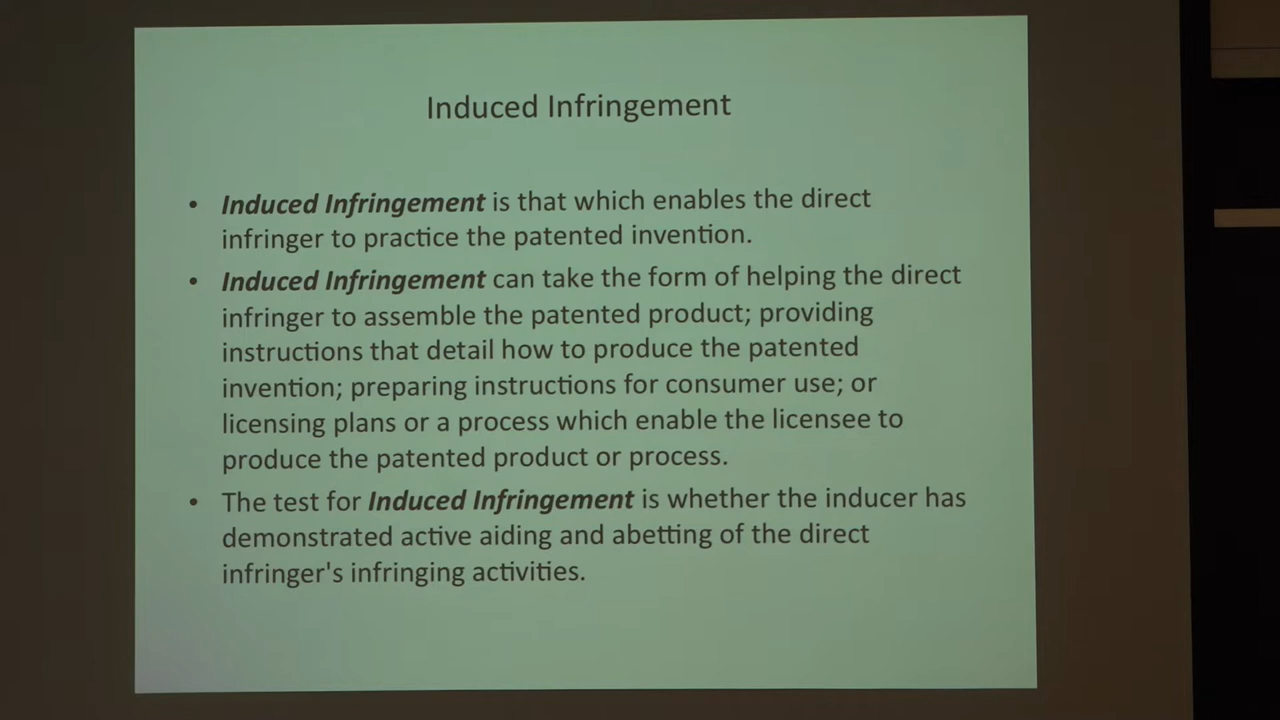 Induced Infringement
• Induced Infringement is that which enables the direct
infringer to practice the patented invention.
• Induced Infringement can take the form of helping the direct
infringer to assemble the patented product; providing
instructions that detail how to produce the patented
invention; preparing instructions for consumer use; or
licensing plans or a process which enable the licensee to
produce the patented product or process.
• The test for Induced Infringement is whether the inducer has
demonstrated active aiding and abetting of the direct
infringer's infringing activities.